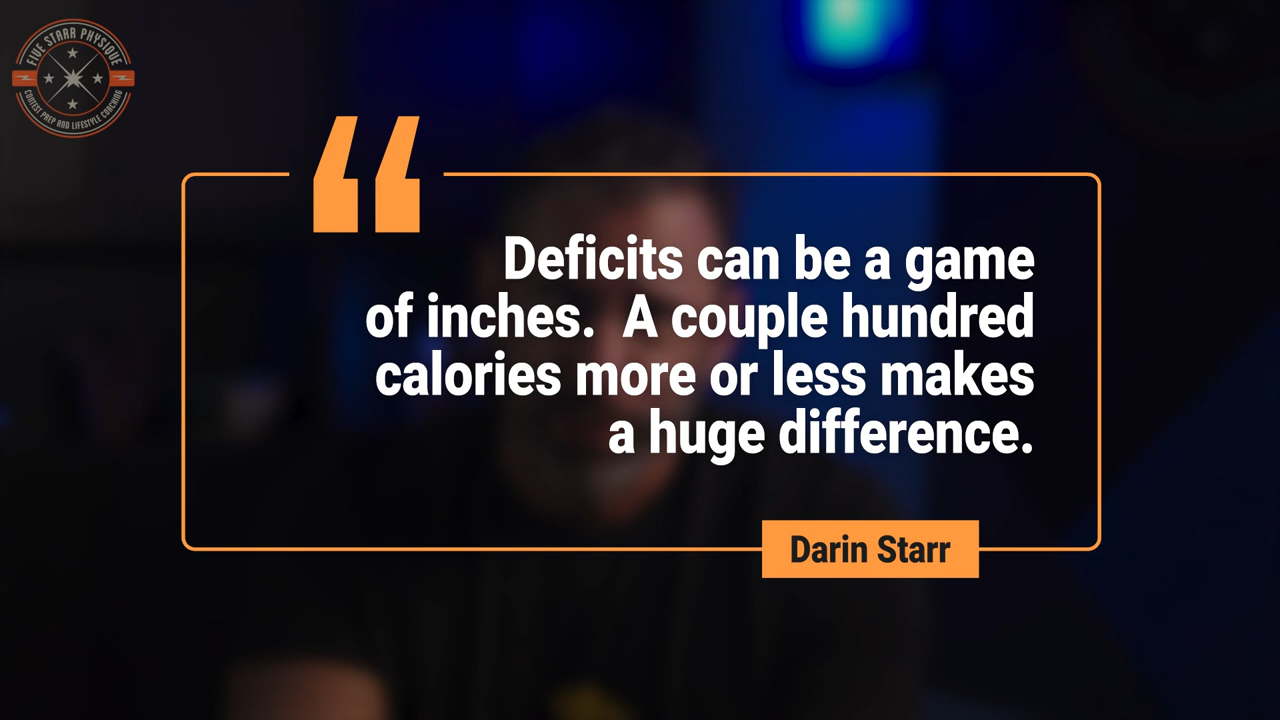 FIVE STARR PHYSIQUE
CONTEST PREP AND LIFESTYLE COACHING
“
Deficits can be a game
of inches.  A couple hundred
calories more or less makes
a huge difference.
Darin Starr